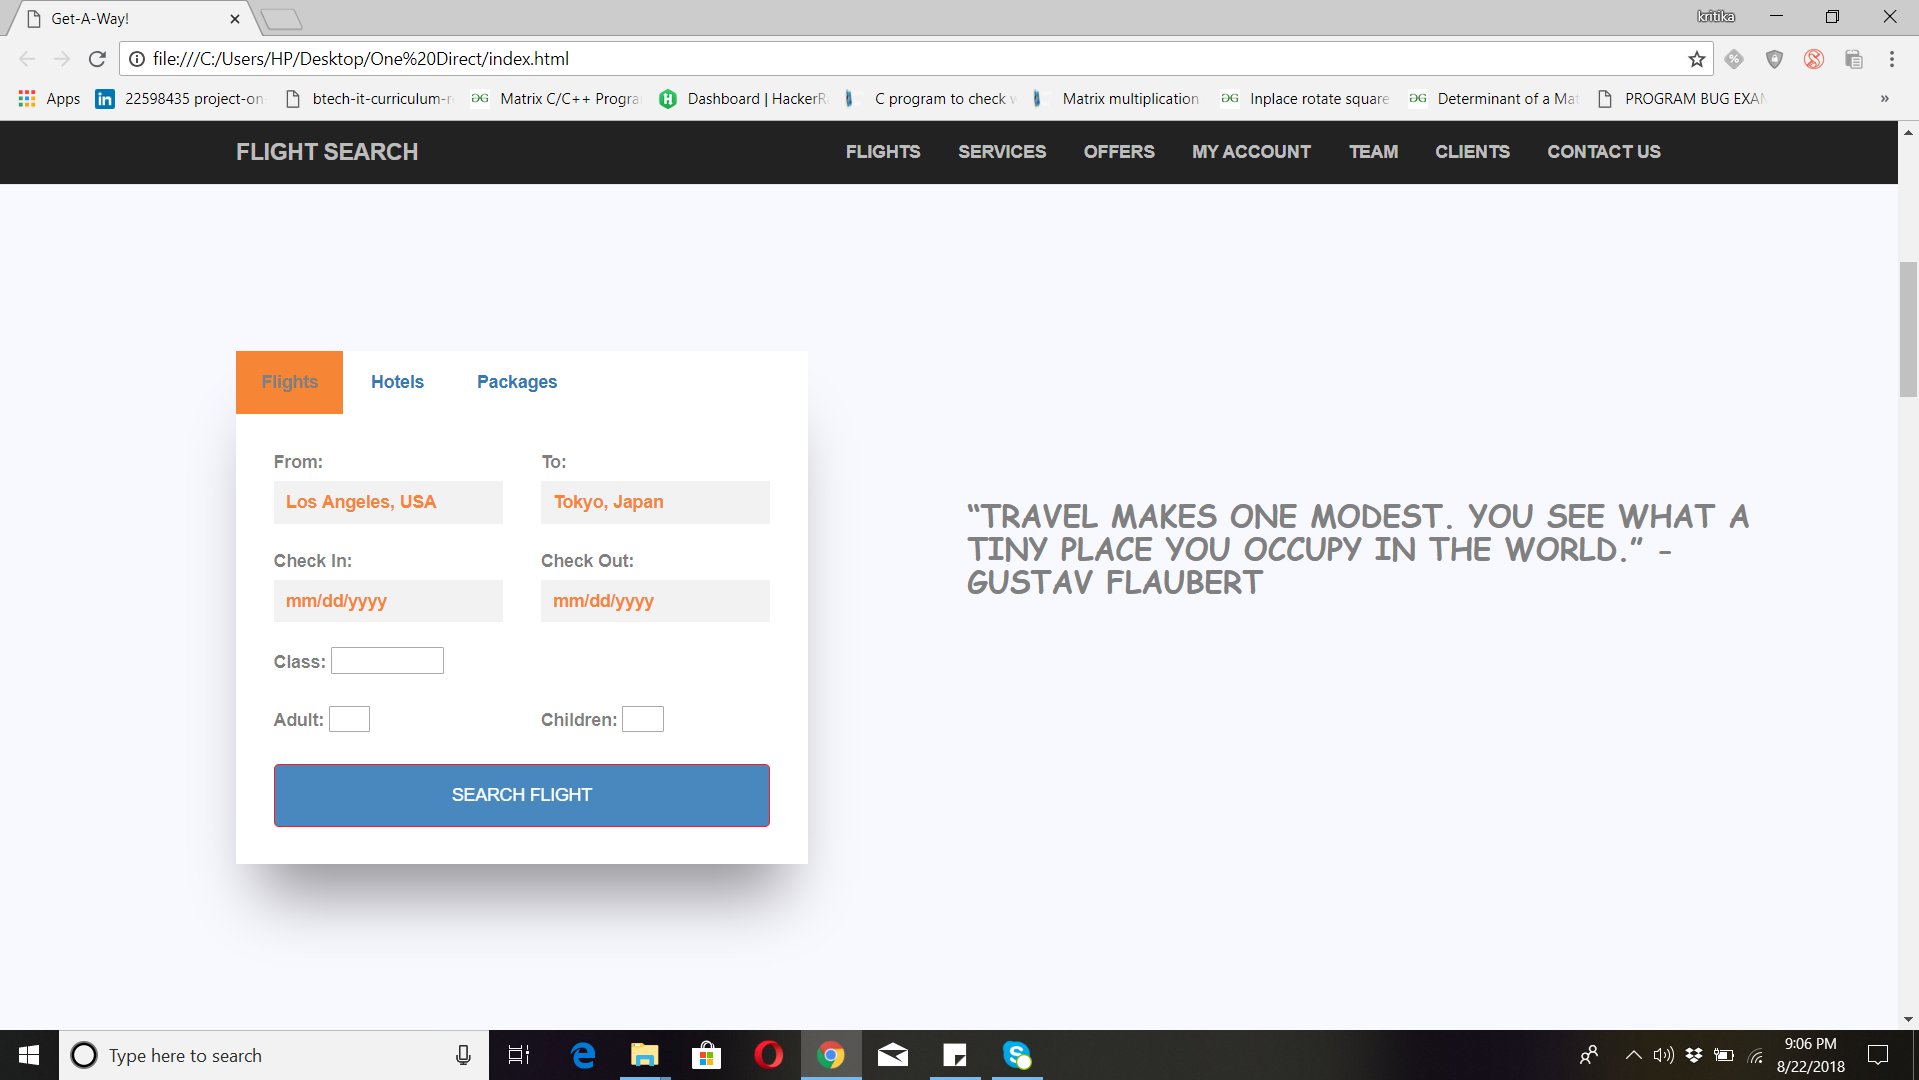 Get-A-Way!
kritika
file:///C:/Users/HP/Desktop/One%20Direct/index.html
Apps 22598435 project-on btech-it-curriculum- Matrix C/C++ Progra Dashboard | HackerR C program to check Matrix multiplication Inplace rotate square Determinant of a Mat PROGRAM BUG EXA »
FLIGHT SEARCH FLIGHTS SERVICES OFFERS MY ACCOUNT TEAM CLIENTS CONTACT US
Flights Hotels Packages
From: To:
Los Angeles, USA Tokyo, Japan
Check In: Check Out:
mm/dd/yyyy mm/dd/yyyy
Class:
Adult: Children:
SEARCH FLIGHT
“TRAVEL MAKES ONE MODEST. YOU SEE WHAT A
TINY PLACE YOU OCCUPY IN THE WORLD.” -
GUSTAV FLAUBERT
Type here to search
9:06 PM
8/22/2018